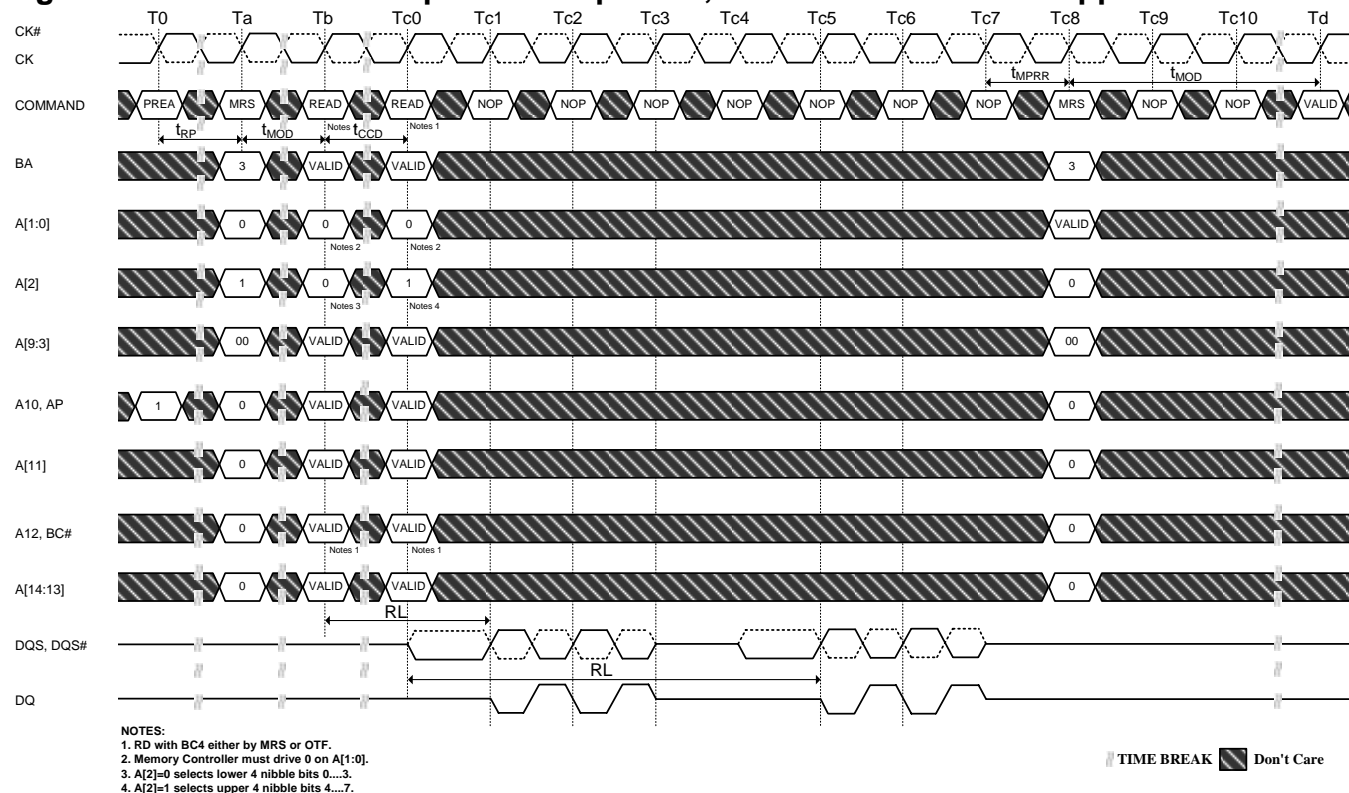 T0 Ta Tb Tc0 Tc1 Tc2 Tc3 Tc4 Tc5 Tc6 Tc7 Tc8 Tc9 Tc10 Td
CK#
CK
tMPRR tMOD
COMMAND PREA MRS READ READ NOP NOP NOP NOP NOP NOP NOP MRS NOP NOP VALID
Notes 1 Notes 1
tRP tMOD tCCD
BA 3 VALID VALID 3
A[1:0] 0 0 0 VALID
Notes 2 Notes 2
A[2] 1 0 1 0
Notes 3 Notes 4
A[9:3] 00 VALID VALID 00
A10, AP 1 0 VALID VALID 0
A[11] 0 VALID VALID 0
A12, BC# 0 VALID VALID 0
Notes 1 Notes 1
A[14:13] 0 VALID VALID 0
RL
DQS, DQS#
RL
DQ
NOTES:
1. RD with BC4 either by MRS or OTF.
2. Memory Controller must drive 0 on A[1:0].
3. A[2]=0 selects lower 4 nibble bits 0....3.
4. A[2]=1 selects upper 4 nibble bits 4....7.
TIME BREAK Don't Care